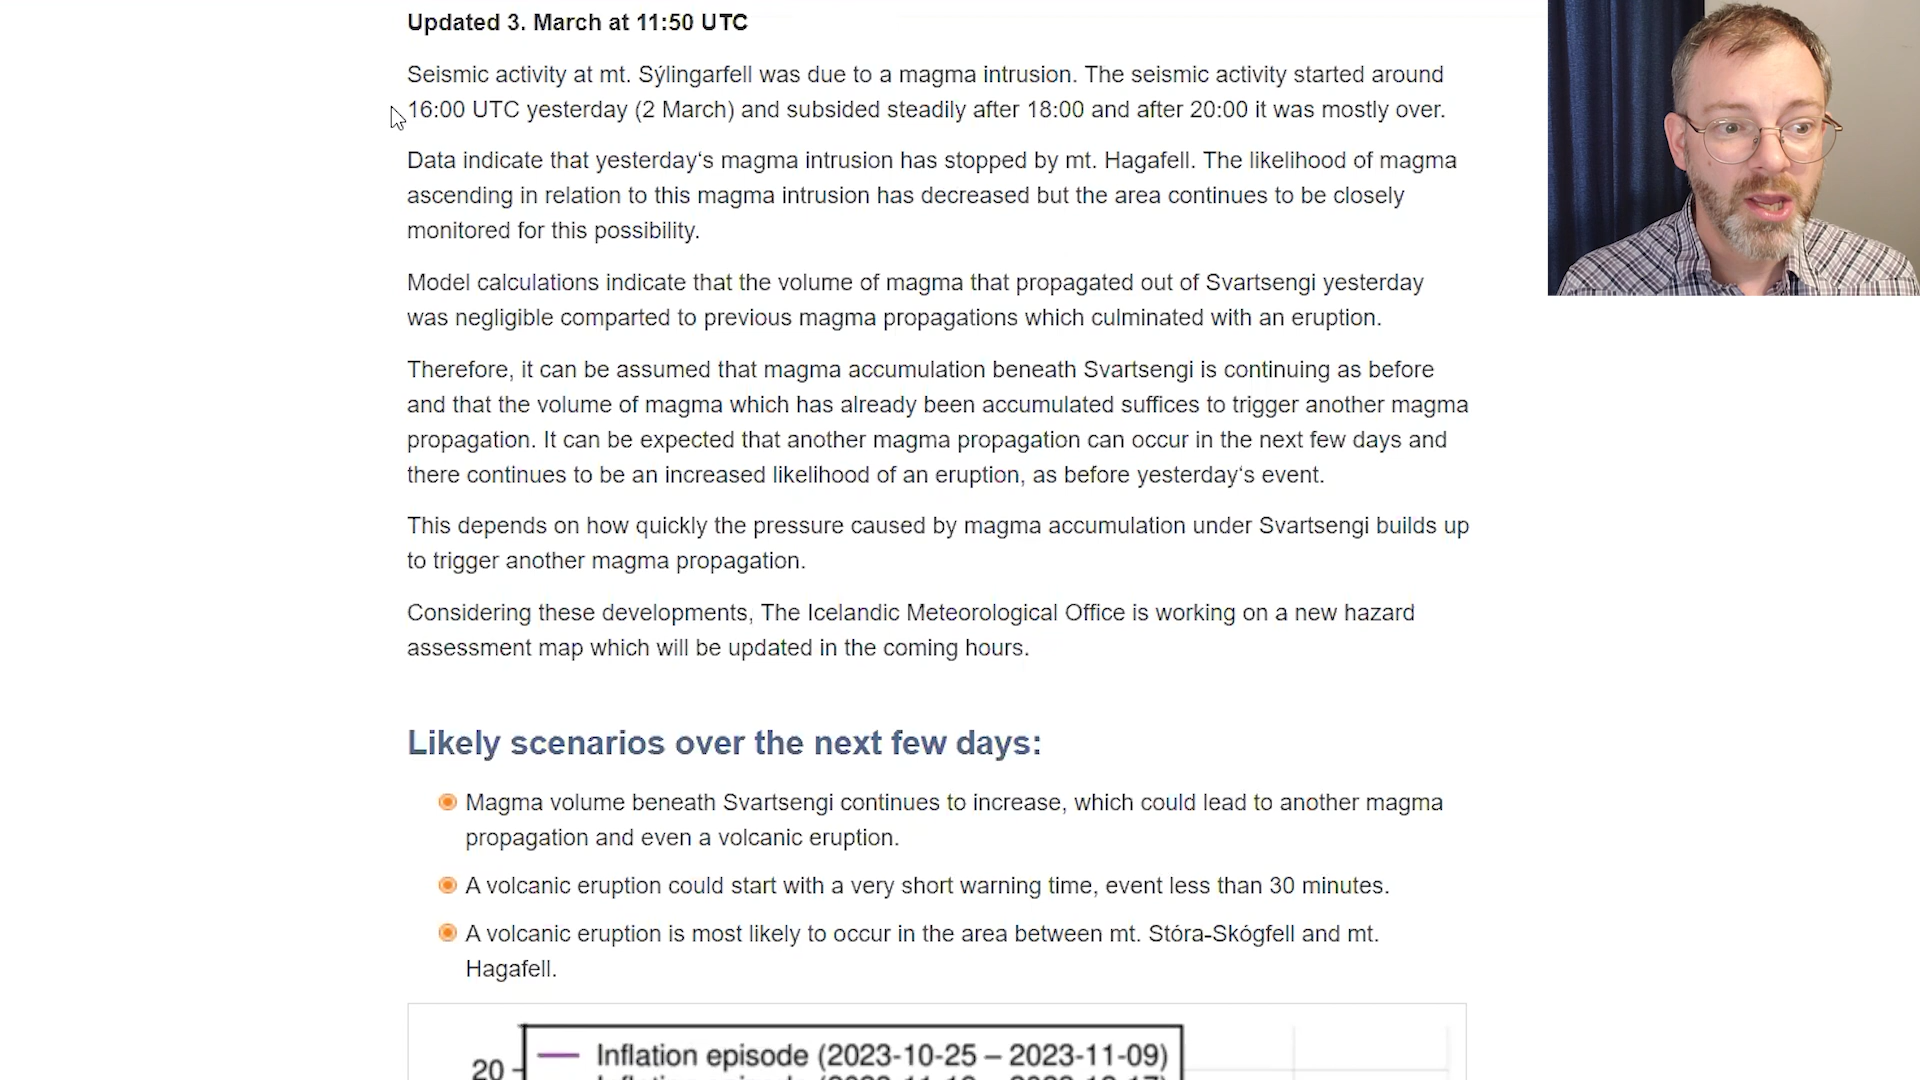 Updated 3. March at 11:50 UTC
Seismic activity at mt. Sýlingarfell was due to a magma intrusion. The seismic activity started around
16:00 UTC yesterday (2 March) and subsided steadily after 18:00 and after 20:00 it was mostly over.
Data indicate that yesterday‘s magma intrusion has stopped by mt. Hagafell. The likelihood of magma
ascending in relation to this magma intrusion has decreased but the area continues to be closely
monitored for this possibility.
Model calculations indicate that the volume of magma that propagated out of Svartsengi yesterday
was negligible comparted to previous magma propagations which culminated with an eruption.
Therefore, it can be assumed that magma accumulation beneath Svartsengi is continuing as before
and that the volume of magma which has already been accumulated suffices to trigger another magma
propagation. It can be expected that another magma propagation can occur in the next few days and
there continues to be an increased likelihood of an eruption, as before yesterday‘s event.
This depends on how quickly the pressure caused by magma accumulation under Svartsengi builds up
to trigger another magma propagation.
Considering these developments, The Icelandic Meteorological Office is working on a new hazard
assessment map which will be updated in the coming hours.
Likely scenarios over the next few days:
Magma volume beneath Svartsengi continues to increase, which could lead to another magma
propagation and even a volcanic eruption.
A volcanic eruption could start with a very short warning time, event less than 30 minutes.
A volcanic eruption is most likely to occur in the area between mt. Stóra-Skógfell and mt.
Hagafell.
20
Inflation episode (2023-10-25 – 2023-11-09)